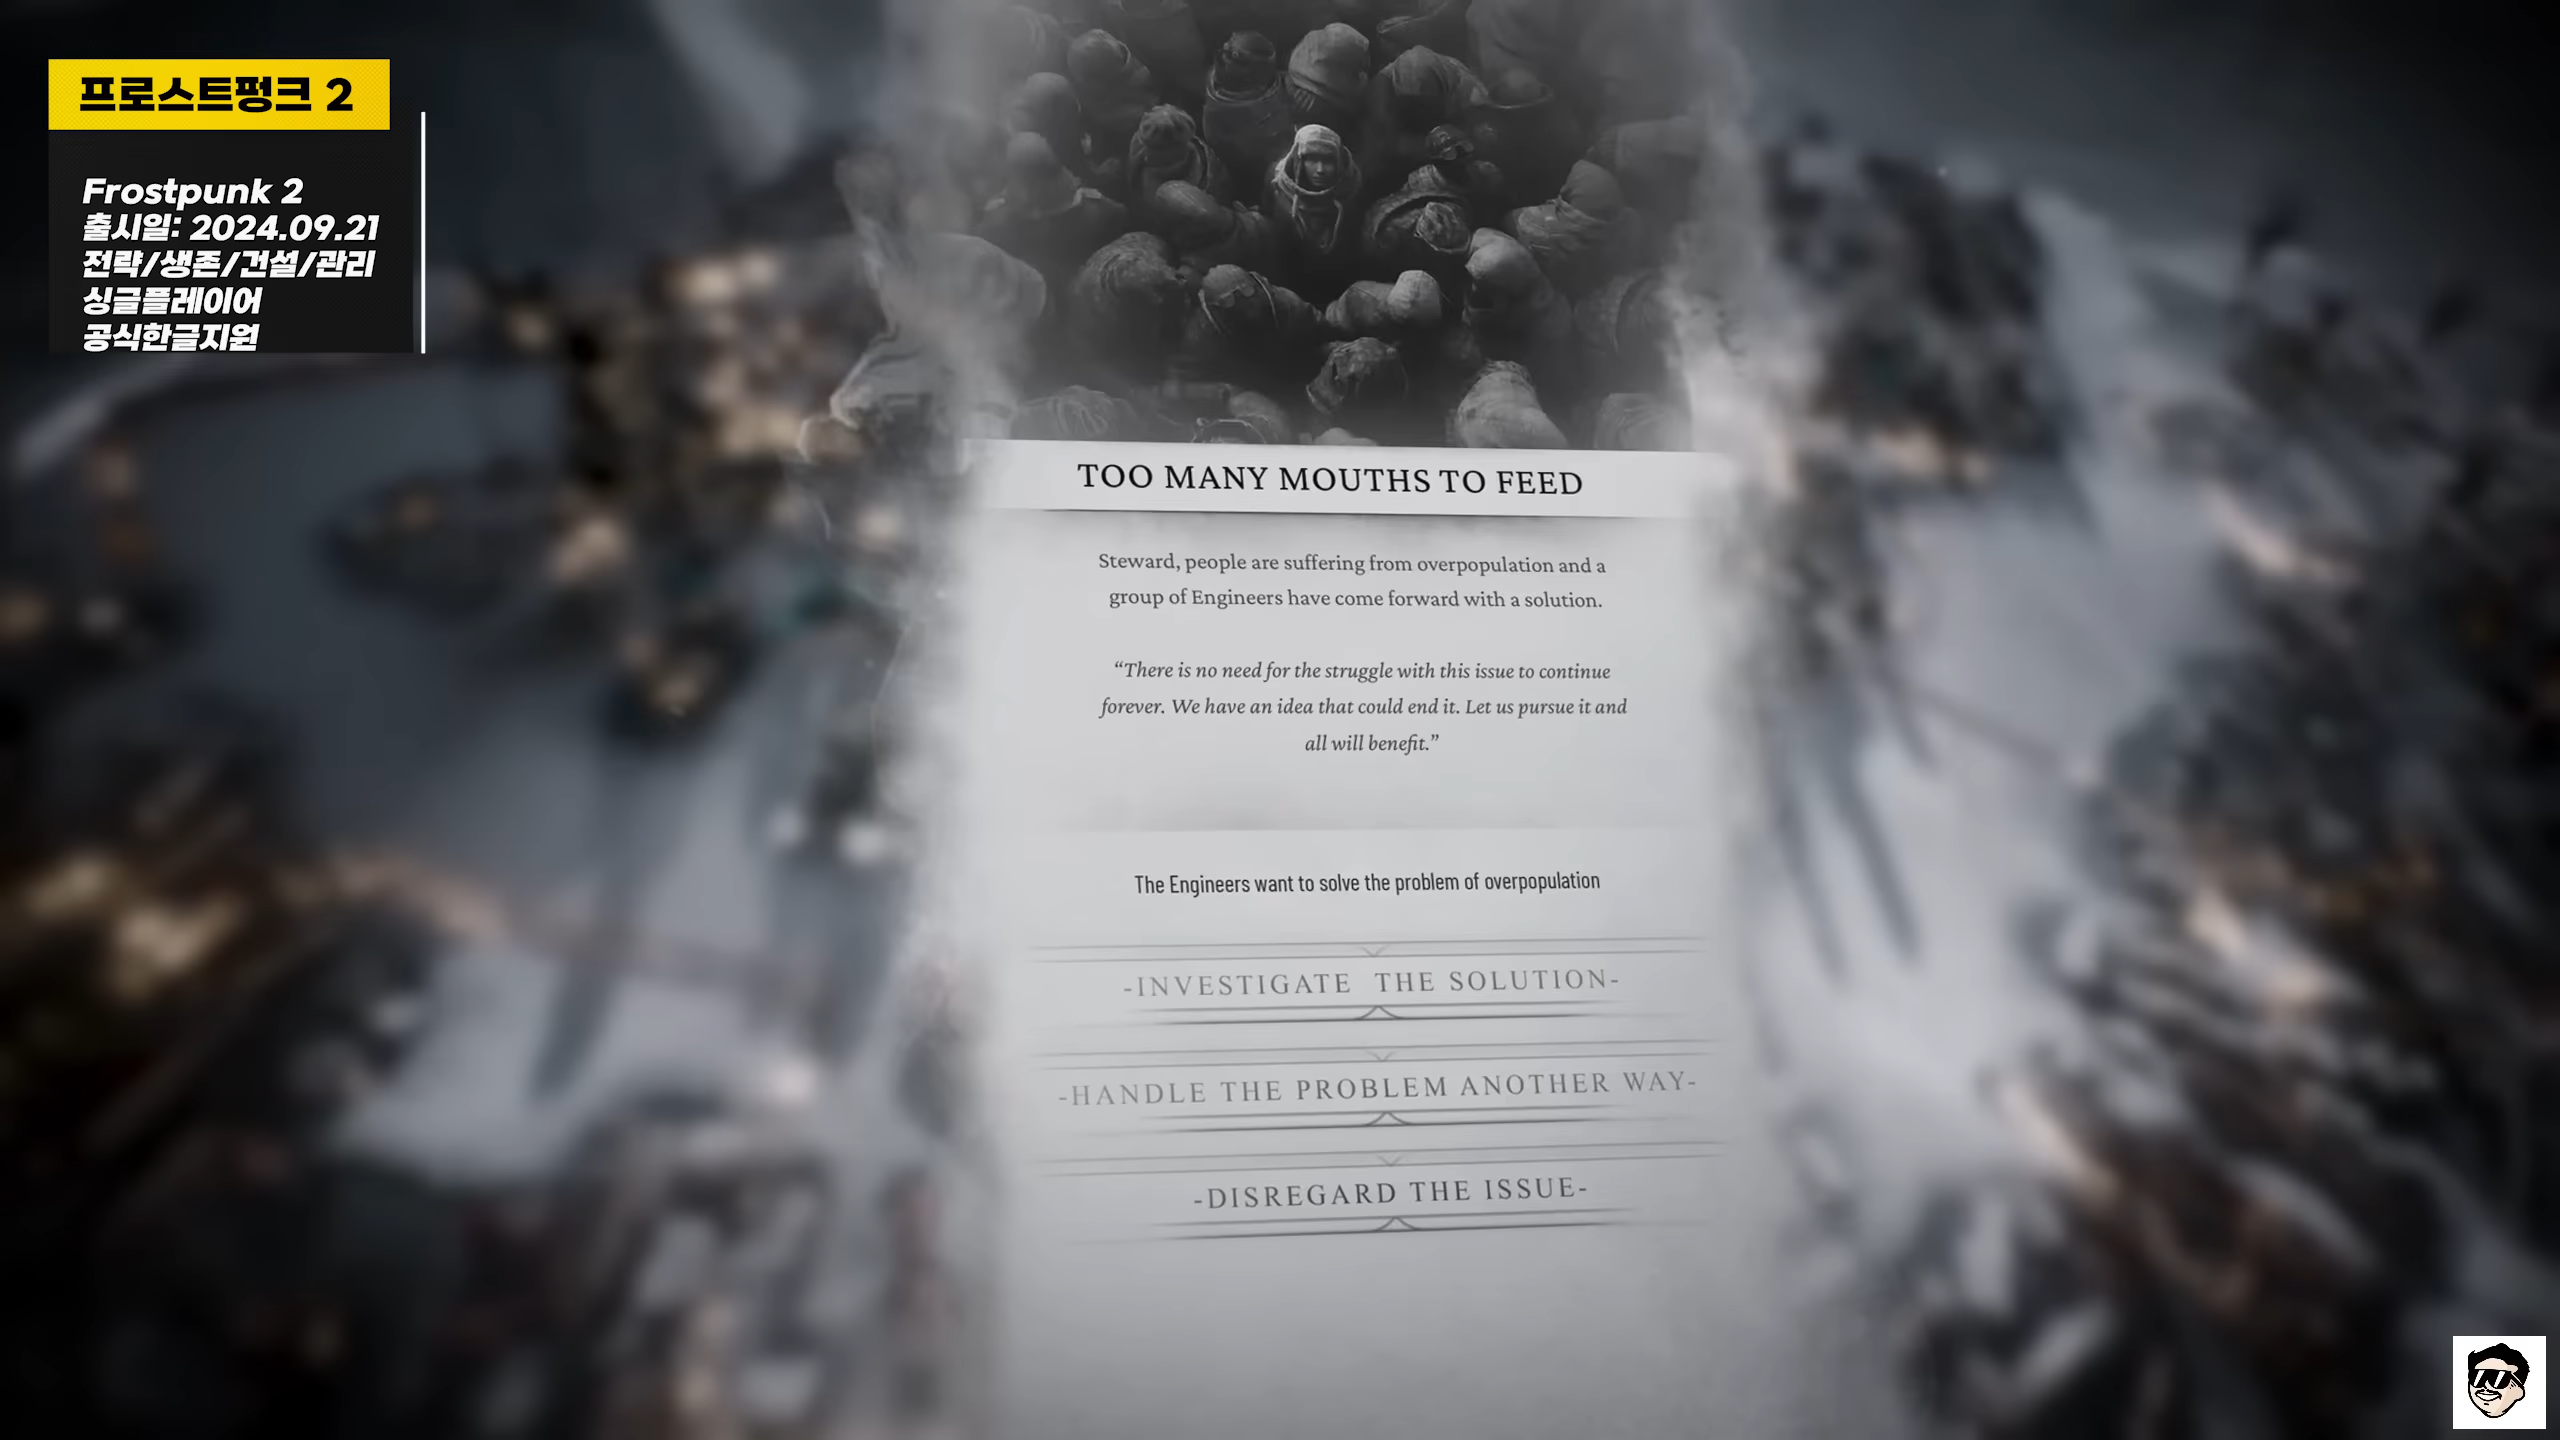 프로스트펑크 2
Frostpunk 2
출시일: 2024.09.21
전략/생존/건설/관리
싱글플레이어
공식한글지원
TOO MANY MOUTHS TO FEED
Steward, people are suffering from overpopulation and a
group of Engineers have come forward with a solution.
“There is no need for the struggle with this issue to continue
forever. We have an idea that could end it. Let us pursue it and
all will benefit.”
The Engineers want to solve the problem of overpopulation
-INVESTIGATE THE SOLUTION-
-HANDLE THE PROBLEM ANOTHER WAY-
-DISREGARD THE ISSUE-